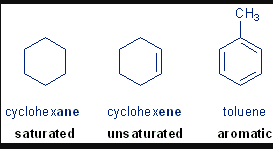 CH₃
cyclohexane cyclohexene toluene
saturated unsaturated aromatic